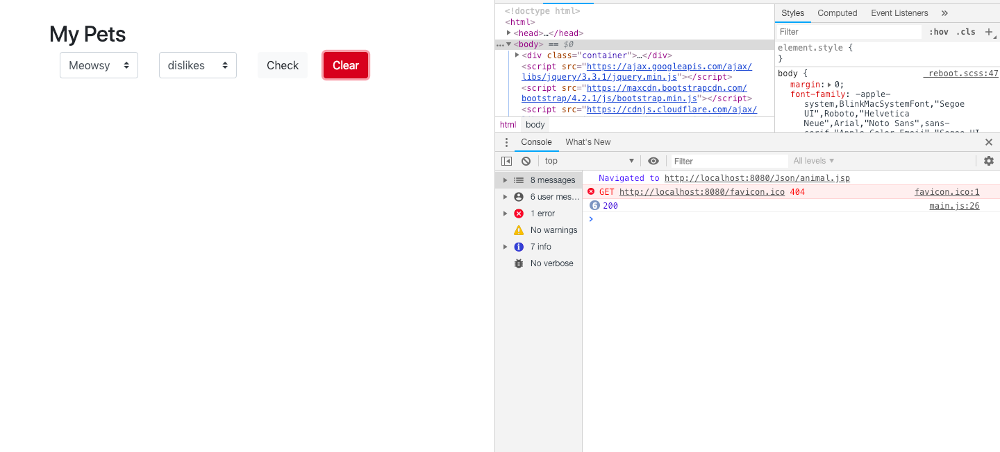 My Pets
Meowsy
dislikes
Check
Clear
<!doctype html>
<html>
<head>…</head>
…<body> == $0
<div class="container">…</div>
<script src="https://ajax.googleapis.com/ajax/
libs/jquery/3.3.1/jquery.min.js"></script>
<script src="https://maxcdn.bootstrapcdn.com/
bootstrap/4.2.1/js/bootstrap.min.js"></script>
<script src="https://cdnjs.cloudflare.com/ajax/
html body
Styles Computed Event Listeners »
Filter :hov .cls +
element.style {
}
body { _reboot.scss:47
margin: 0;
font-family: -apple-
system,BlinkMacSystemFont,"Segoe
UI",Roboto,"Helvetica
Neue",Arial,"Noto Sans",sans-
serif,"Apple Color Emoji","Segoe UI
Console What's New
top Filter All levels
8 messages
6 user mes…
1 error
No warnings
7 info
No verbose
Navigated to http://localhost:8080/Json/animal.jsp
GET http://localhost:8080/favicon.ico 404 favicon.ico:1
6 200 main.js:26